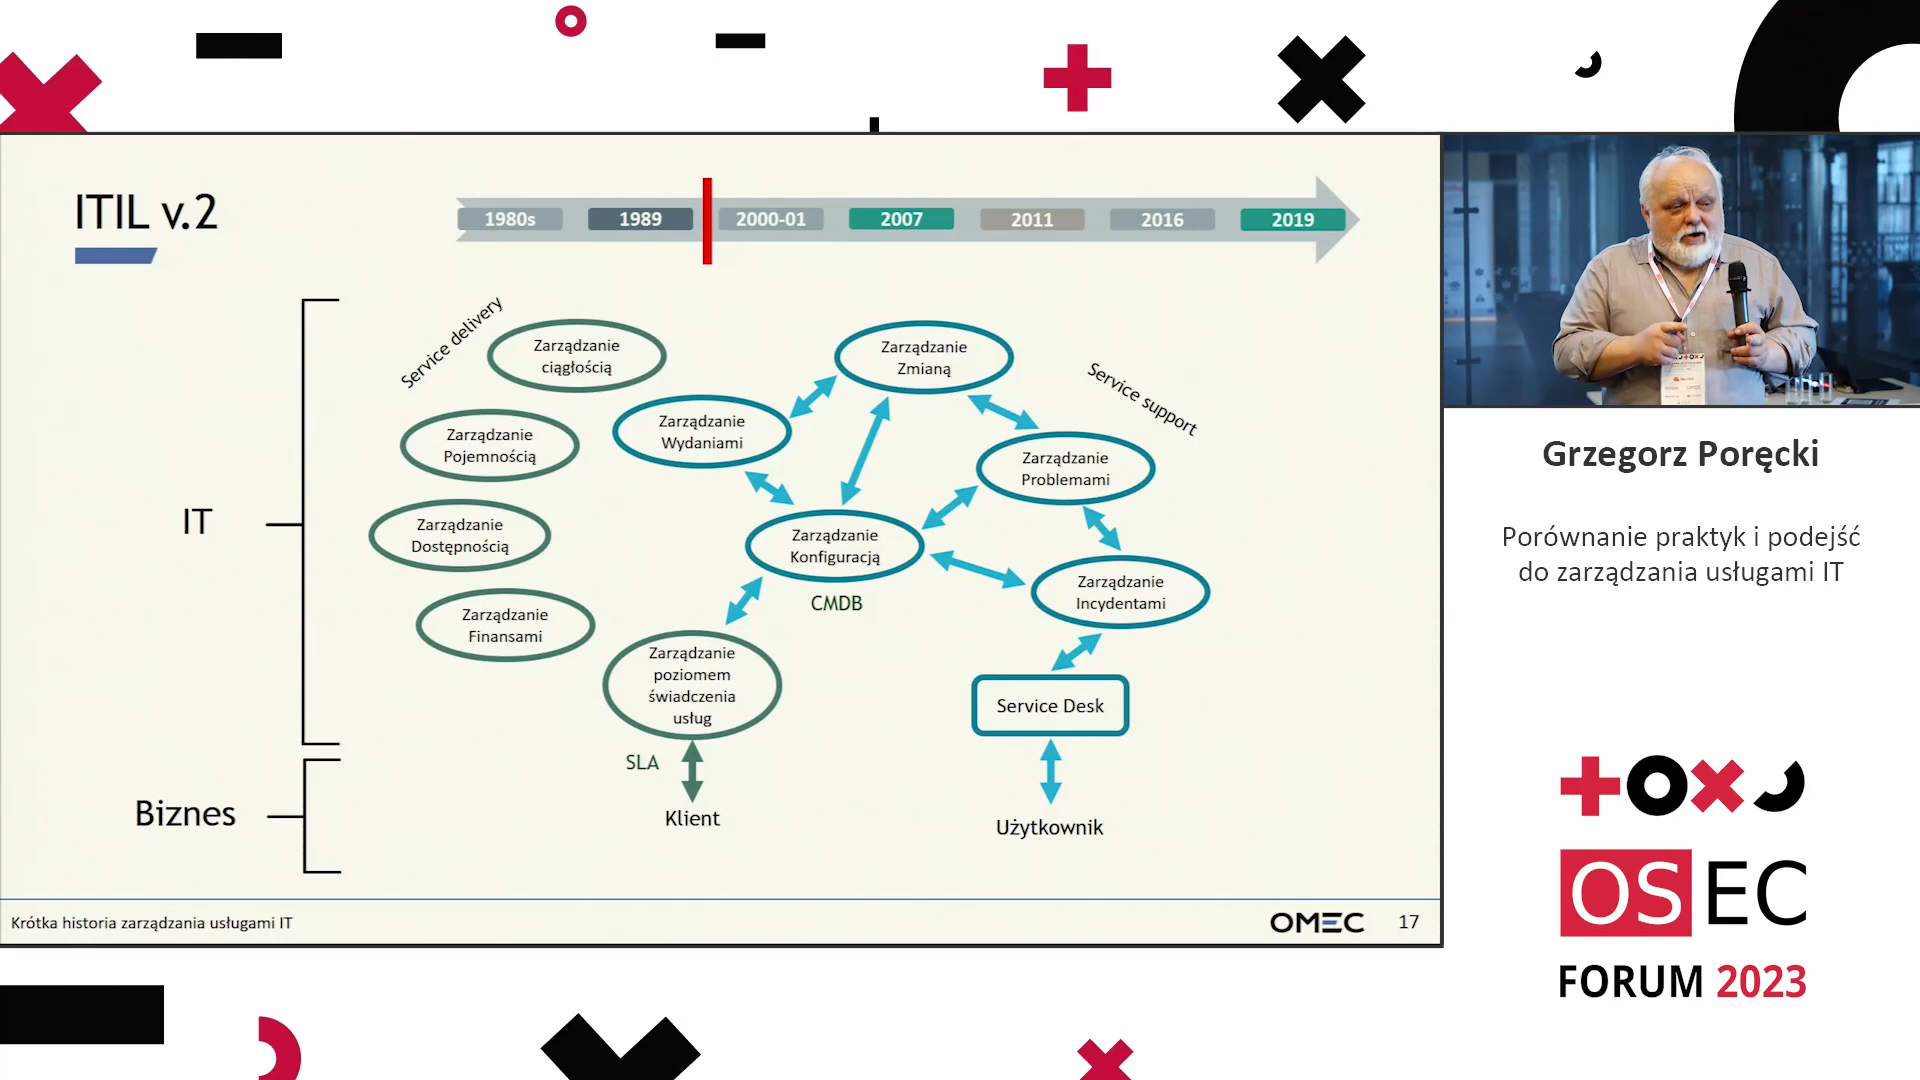 ITIL v.2
1980s
1989
2000-01
2007
2011
2016
2019
Service delivery
Zarządzanie
ciągłością
Zarządzanie
Zmianą
Service support
Zarządzanie
Wydaniami
Zarządzanie
Pojemnością
Zarządzanie
Problemami
IT
Zarządzanie
Dostępnością
Zarządzanie
Konfiguracją
CMDB
Zarządzanie
Incydentami
Zarządzanie
Finansami
Zarządzanie
poziomem
świadczenia
usług
Service Desk
SLA
Biznes
Klient
Użytkownik
Krótka historia zarządzania usługami IT
OMEC
17
Grzegorz Poręcki
Porównanie praktyk i podejść
do zarządzania usługami IT
OSEC
FORUM 2023